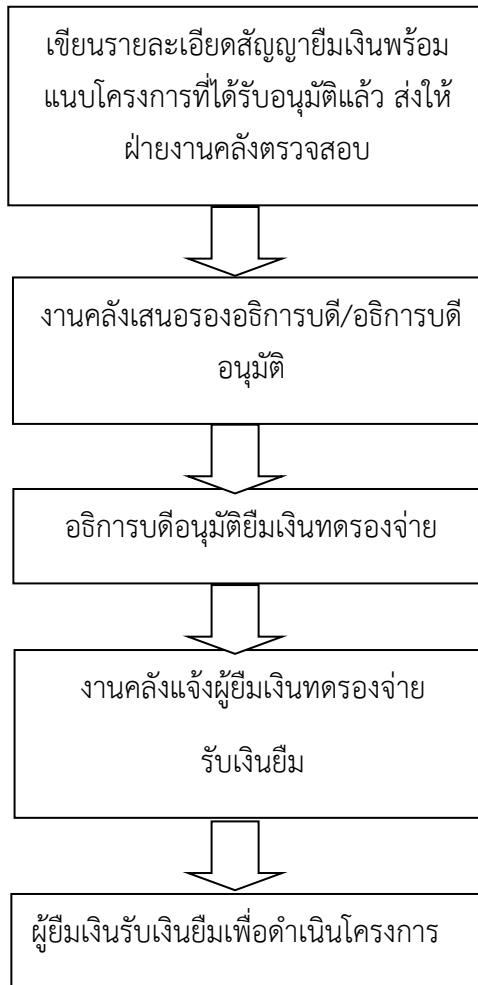 เขียนรายละเอียดสัญญายืมเงินพร้อม
แนบโครงการที่ได้รับอนุมัติแล้ว ส่งให้
ฝ่ายงานคลังตรวจสอบ
งานคลังเสนอรองอธิการบดี/อธิการบดี
อนุมัติ
อธิการบดีอนุมัติยืมเงินทดรองจ่าย
งานคลังแจ้งผู้ยืมเงินทดรองจ่าย
รับเงินยืม
ผู้ยืมเงินรับเงินยืมเพื่อดำเนินโครงการ